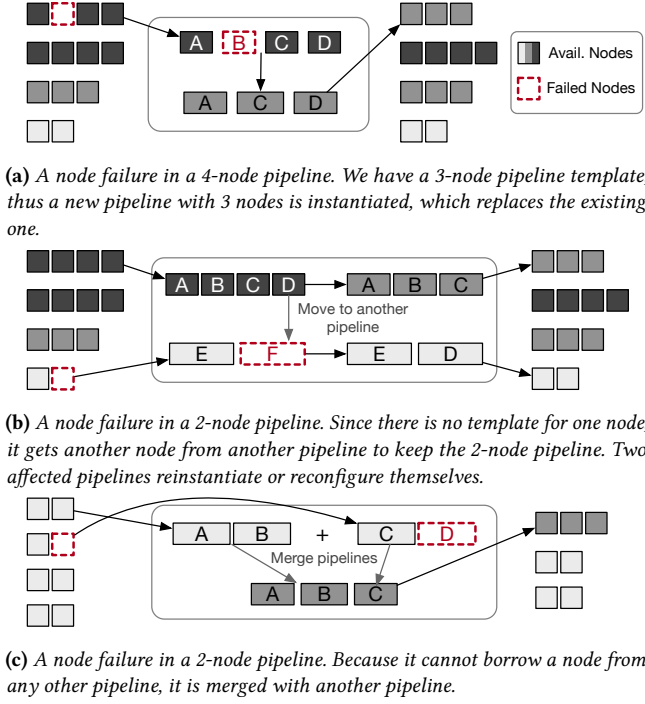 A B C D
A C D
Avail. Nodes
Failed Nodes
(a) A node failure in a 4-node pipeline. We have a 3-node pipeline template,
thus a new pipeline with 3 nodes is instantiated, which replaces the existing
one.
A B C D
A B C
Move to another
pipeline
E F
E D
(b) A node failure in a 2-node pipeline. Since there is no template for one node,
it gets another node from another pipeline to keep the 2-node pipeline. Two
affected pipelines reinstantiate or reconfigure themselves.
A B + C D
Merge pipelines
A B C
(c) A node failure in a 2-node pipeline. Because it cannot borrow a node from
any other pipeline, it is merged with another pipeline.